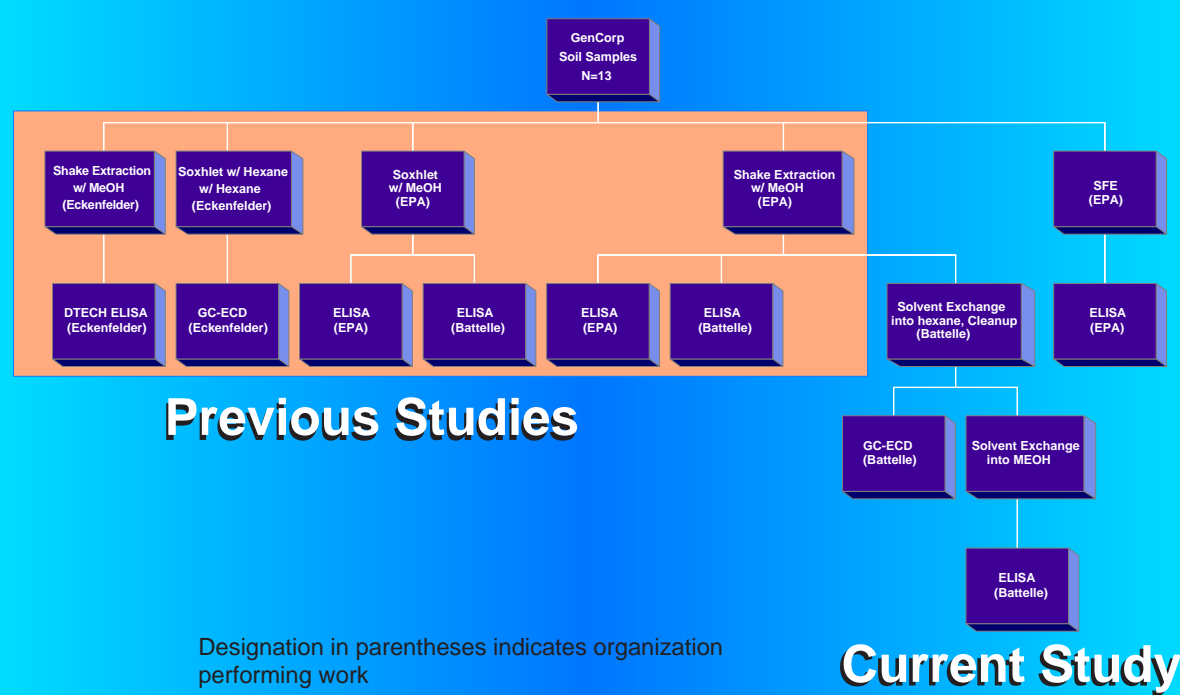 GenCorp
Soil Samples
N=13
Shake Extraction
w/ MeOH
(Eckenfelder)
Soxhlet w/ Hexane
w/ Hexane
(Eckenfelder)
Soxhlet
w/ MeOH
(EPA)
Shake Extraction
w/ MeOH
(EPA)
SFE
(EPA)
DTECH ELISA
(Eckenfelder)
GC-ECD
(Eckenfelder)
ELISA
(EPA)
ELISA
(Battelle)
ELISA
(EPA)
ELISA
(Battelle)
Solvent Exchange
into hexane, Cleanup
(Battelle)
ELISA
(EPA)
Previous Studies
GC-ECD
(Battelle)
Solvent Exchange
into MEOH
ELISA
(Battelle)
Designation in parentheses indicates organization
performing work
Current Study